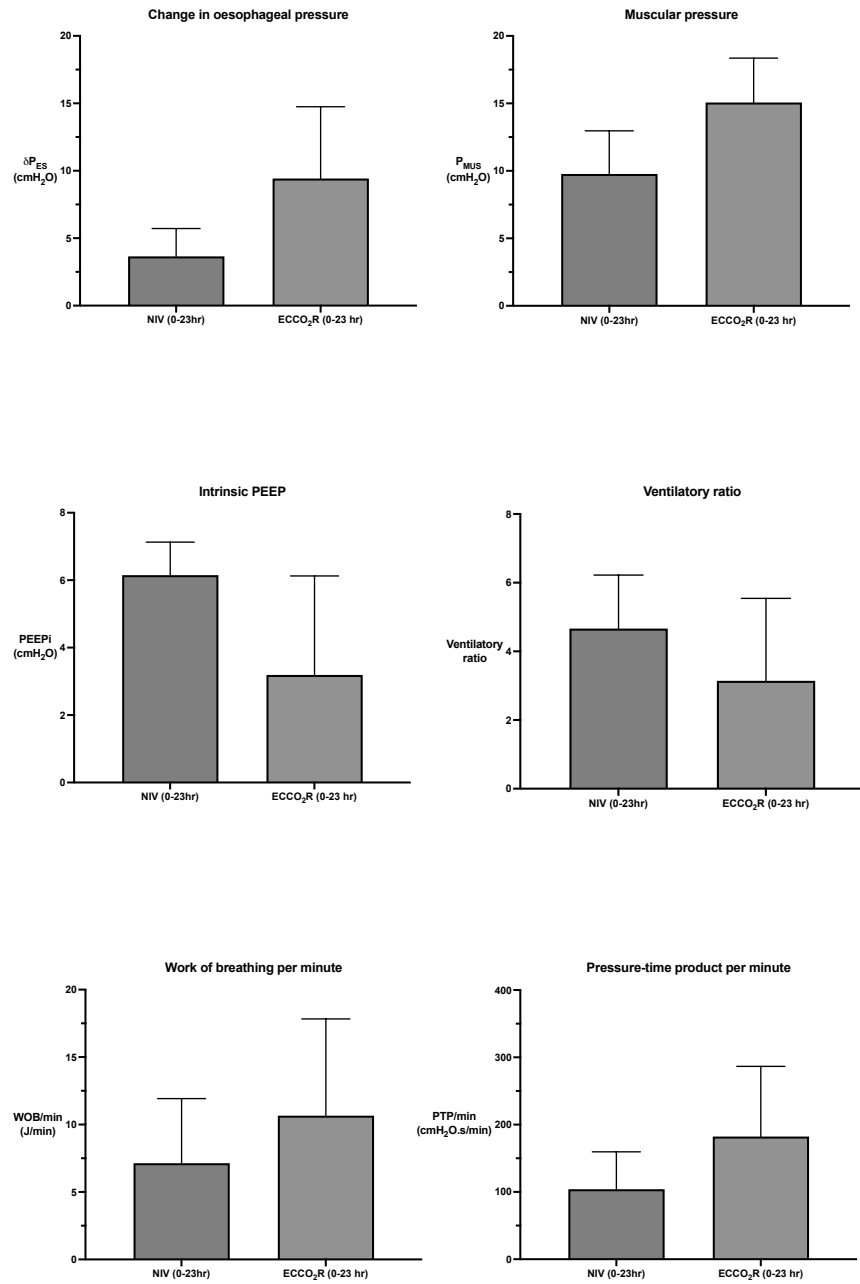 Change in oesophageal pressure
20
15
10
5
0
δP_ES
(cmH₂O)
NIV (0-23hr)
ECCO₂R (0-23 hr)
Muscular pressure
20
15
10
5
0
P_MUS
(cmH₂O)
NIV (0-23hr)
ECCO₂R (0-23 hr)
Intrinsic PEEP
8
6
4
2
0
PEEPi
(cmH₂O)
NIV (0-23hr)
ECCO₂R (0-23 hr)
Ventilatory ratio
8
6
4
2
0
Ventilatory
ratio
NIV (0-23hr)
ECCO₂R (0-23 hr)
Work of breathing per minute
20
15
10
5
0
WOB/min
(J/min)
NIV (0-23hr)
ECCO₂R (0-23 hr)
Pressure-time product per minute
400
300
200
100
0
PTP/min
(cmH₂O.s/min)
NIV (0-23hr)
ECCO₂R (0-23 hr)